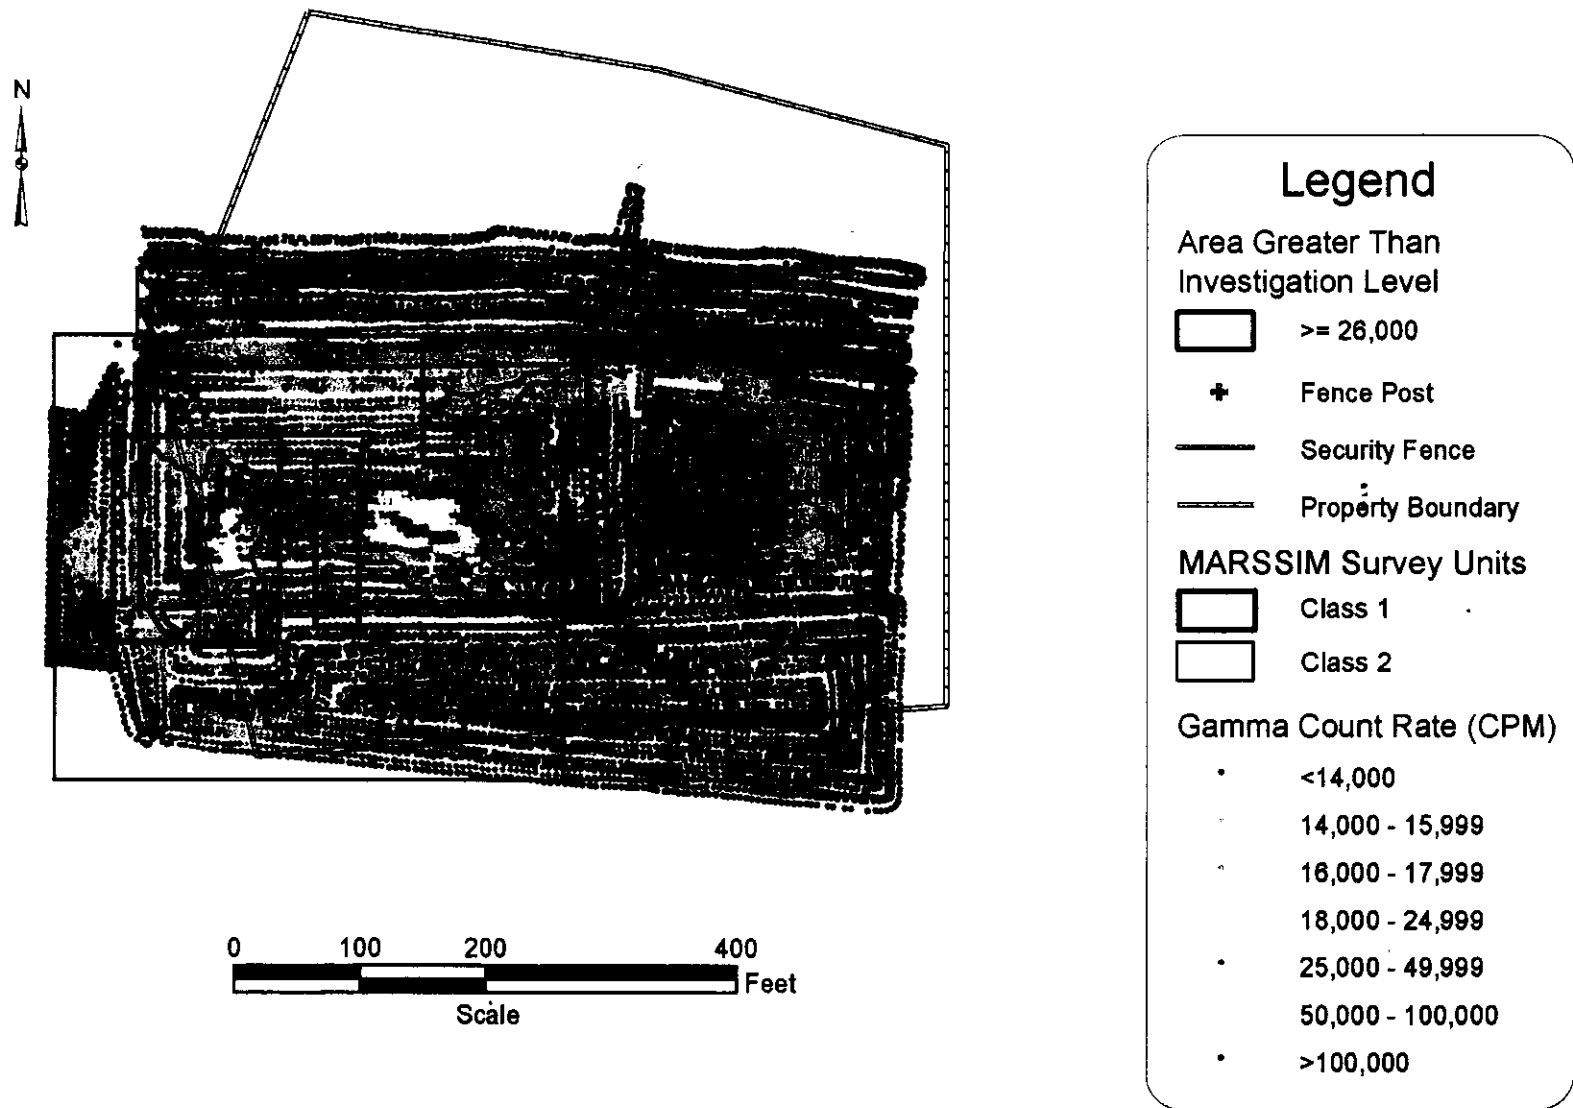 N
Legend
Area Greater Than
Investigation Level
>= 26,000
Fence Post
Security Fence
Property Boundary
MARSSIM Survey Units
Class 1
Class 2
Gamma Count Rate (CPM)
<14,000
14,000 - 15,999
16,000 - 17,999
18,000 - 24,999
25,000 - 49,999
50,000 - 100,000
>100,000
0 100 200 400
Feet
Scale